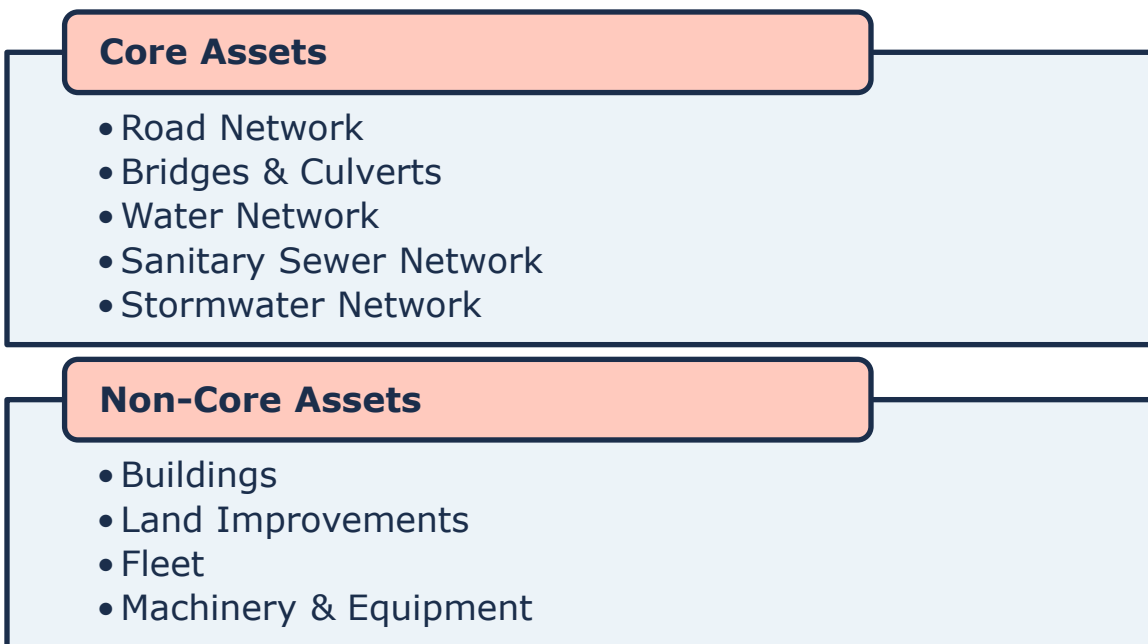 Core Assets
• Road Network
• Bridges & Culverts
• Water Network
• Sanitary Sewer Network
• Stormwater Network
Non-Core Assets
• Buildings
• Land Improvements
• Fleet
• Machinery & Equipment